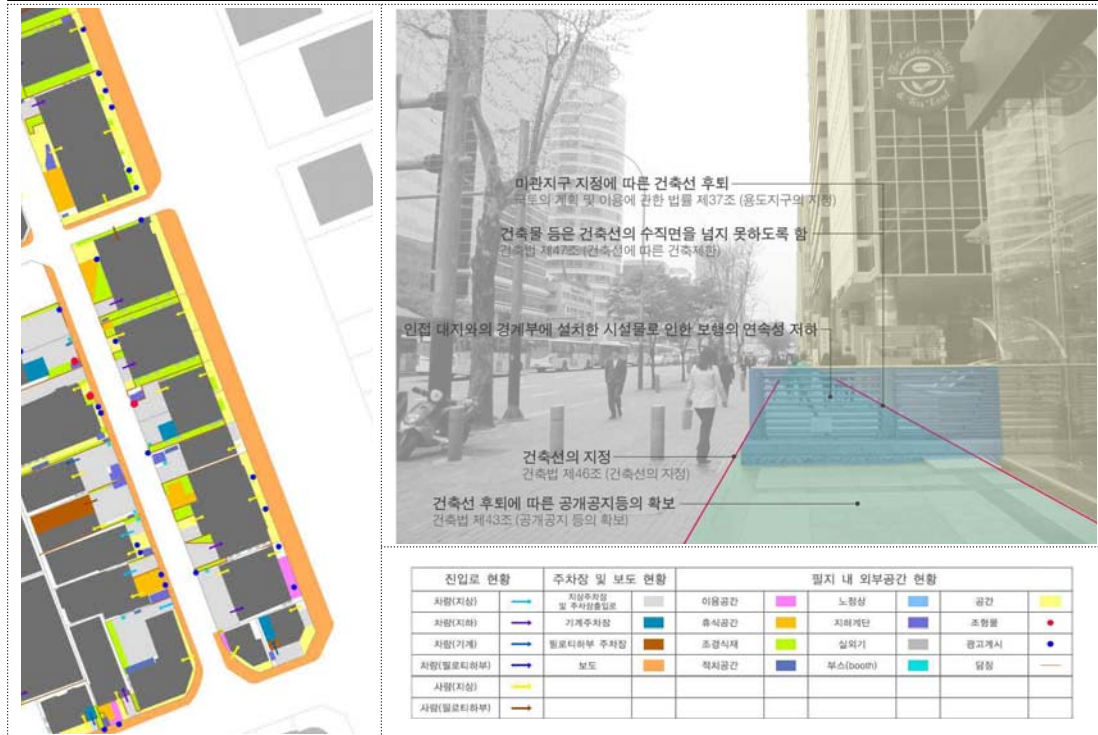 The Coffee Bean
& Tea Leaf
미관지구 지정에 따른 건축선 후퇴
국토의 계획 및 이용에 관한 법률 제37조 (용도지구의 지정)
건축물 등은 건축선의 수직면을 넘지 못하도록 함
건축법 제47조 (건축선에 따른 건축제한)
인접 대지와의 경계부에 설치한 시설물로 인한 보행의 연속성 저하
건축선의 지정
건축법 제46조 (건축선의 지정)
건축선 후퇴에 따른 공개공지등의 확보
건축법 제43조 (공개공지 등의 확보)
진입로 현황 주차장 및 보도 현황 필지 내 외부공간 현황
차량(지상) 지상주차장 및 주차장출입로 이용공간 노점상 공간
차량(지하) 기계주차장 휴식공간 지하계단 조형물
차량(기계) 필로티하부 주차장 조경식재 실외기 광고게시
차량(필로티하부) 보도 적치공간 부스(booth) 담장
사람(지상)
사람(필로티하부)